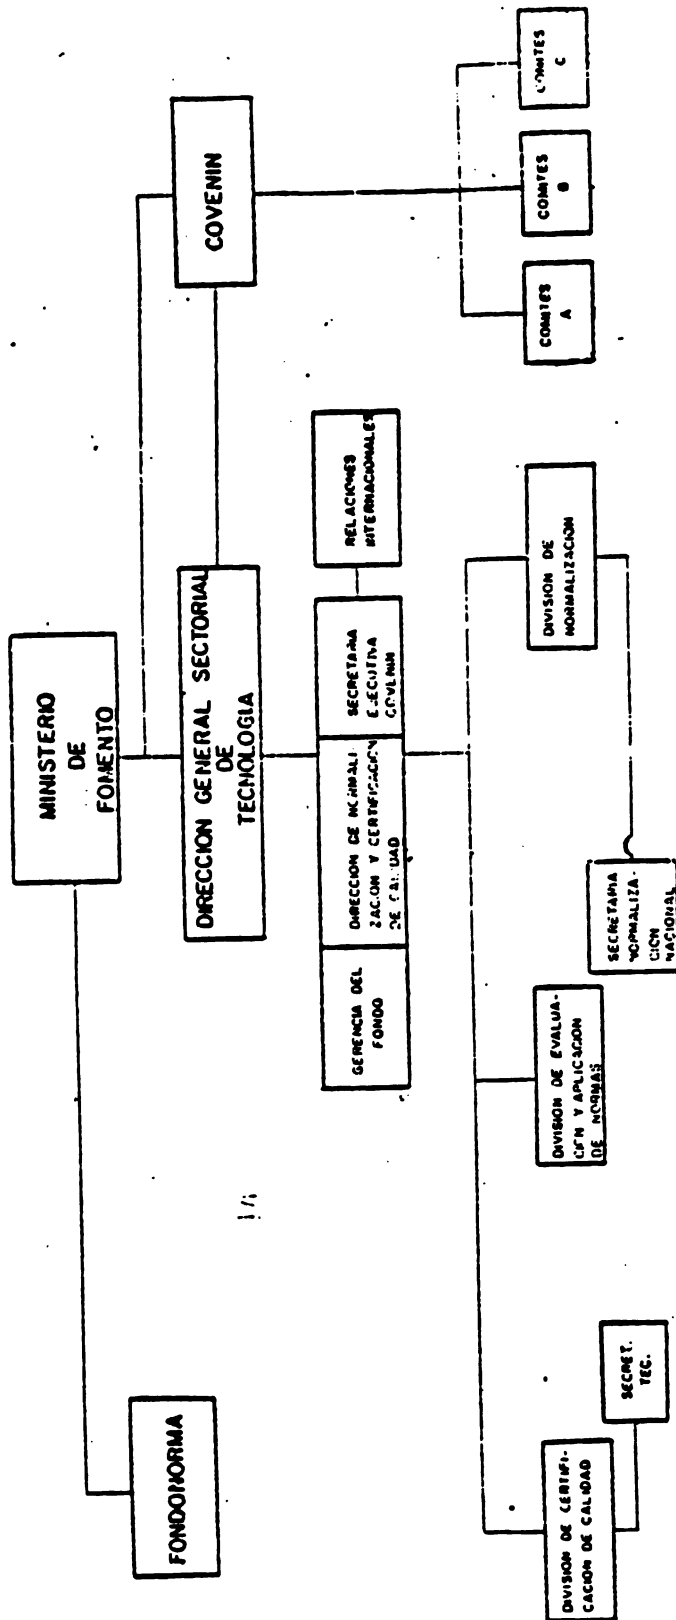 MINISTERIO
DE
FOMENTO
FONDONORMA
DIRECCION GENERAL SECTORIAL
DE
TECNOLOGIA
COVENIN
GERENCIA DEL
FONDO
DIRECCION DE NORMALI-
ZACION Y CERTIFICACION
DE CALIDAD
SECRETARIA
EJECUTIVA
COVENIN
RELACIONES
INTERNACIONALES
DIVISION DE CERTIFI-
CACION DE CALIDAD
SECRET.
TEC.
DIVISION DE EVALUA-
CION Y APLICACION
DE NORMAS
DIVISION DE
NORMALIZACION
SECRETARIA
NORMALIZA-
CION
NACIONAL
COMITES
A
COMITES
B
COMITES
C